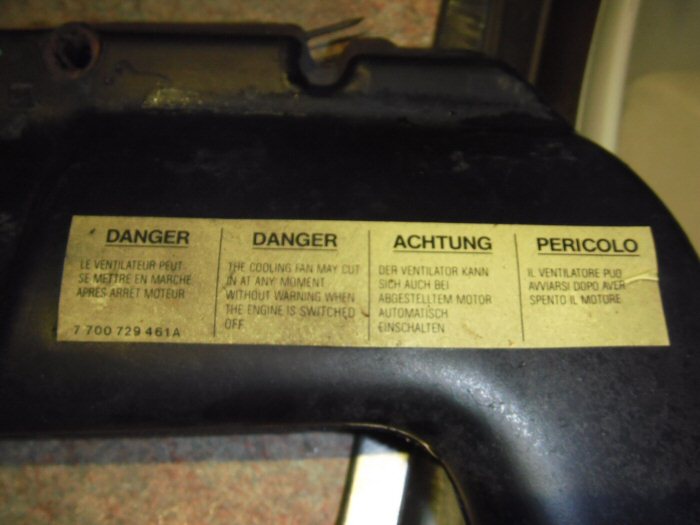 DANGER
LE VENTILATEUR PEUT
SE METTRE EN MARCHE
APRES ARRET MOTEUR
7 700 729 461A
DANGER
THE COOLING FAN MAY CUT
IN AT ANY MOMENT
WITHOUT WARNING WHEN
THE ENGINE IS SWITCHED
OFF.
ACHTUNG
DER VENTILATOR KANN
SICH AUCH BEI
ABGESTELLTEM MOTOR
AUTOMATISCH
EINSCHALTEN
PERICOLO
IL VENTILATORE PUO
AVVIARSI DOPO AVER
SPENTO IL MOTORE